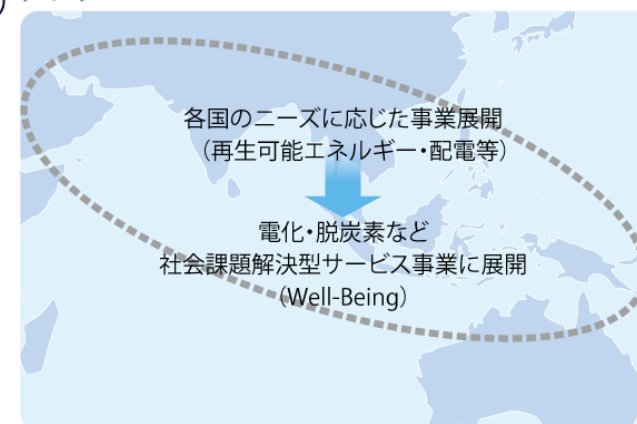 各国のニーズに応じた事業展開
（再生可能エネルギー・配電等）
電化・脱炭素など
社会課題解決型サービス事業に展開
（Well-Being）